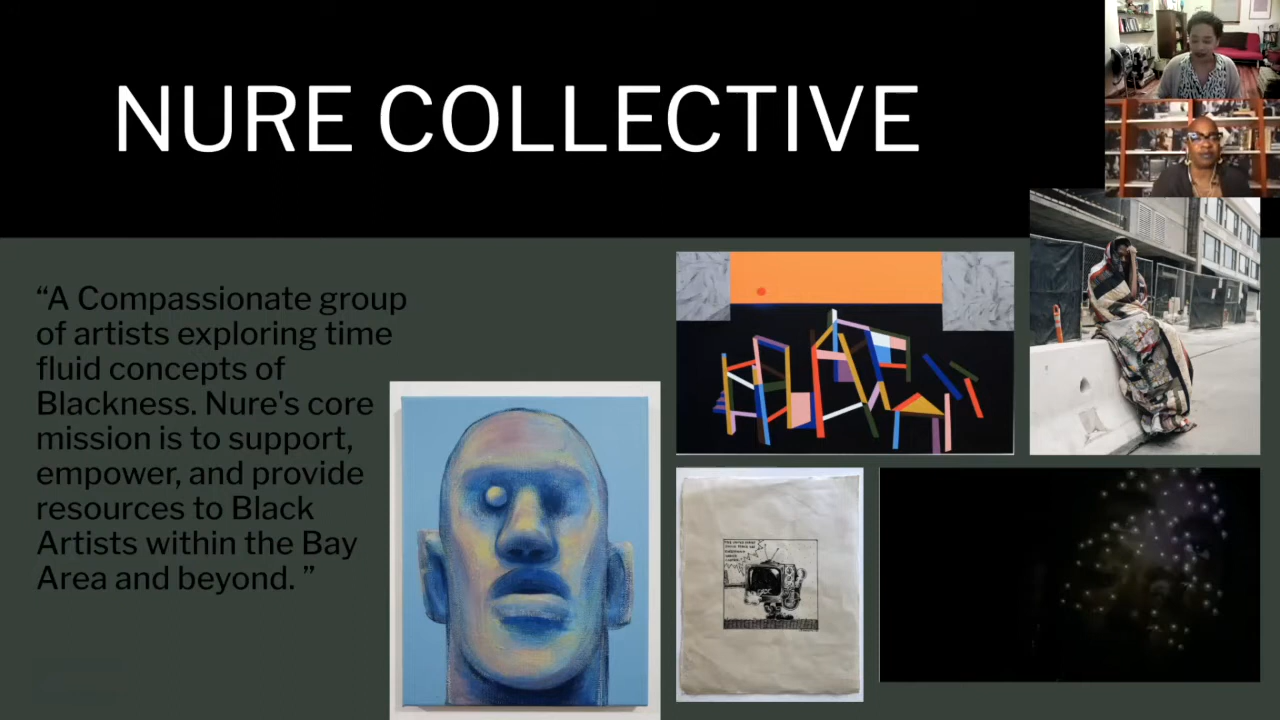 NURE COLLECTIVE
“A Compassionate group
of artists exploring time
fluid concepts of
Blackness. Nure's core
mission is to support,
empower, and provide
resources to Black
Artists within the Bay
Area and beyond. ”